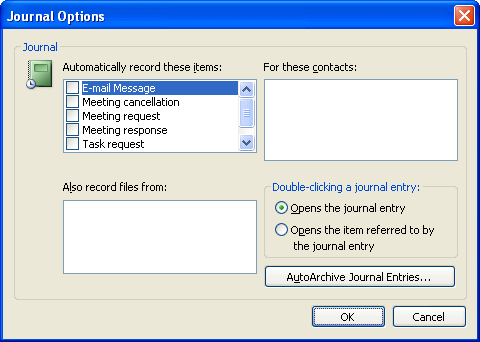 Journal Options
Journal
Automatically record these items:
E-mail Message
Meeting cancellation
Meeting request
Meeting response
Task request
For these contacts:
Also record files from:
Double-clicking a journal entry:
Opens the journal entry
Opens the item referred to by
the journal entry
AutoArchive Journal Entries...
OK
Cancel